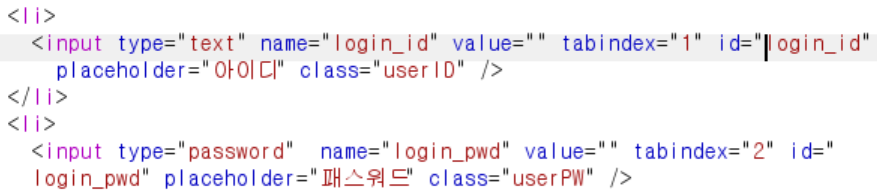 <li>
<input type="text" name="login_id" value="" tabindex="1" id="login_id"
placeholder="아이디" class="userID" />
</li>
<li>
<input type="password"  name="login_pwd" value="" tabindex="2" id="
login_pwd" placeholder="패스워드" class="userPW" />